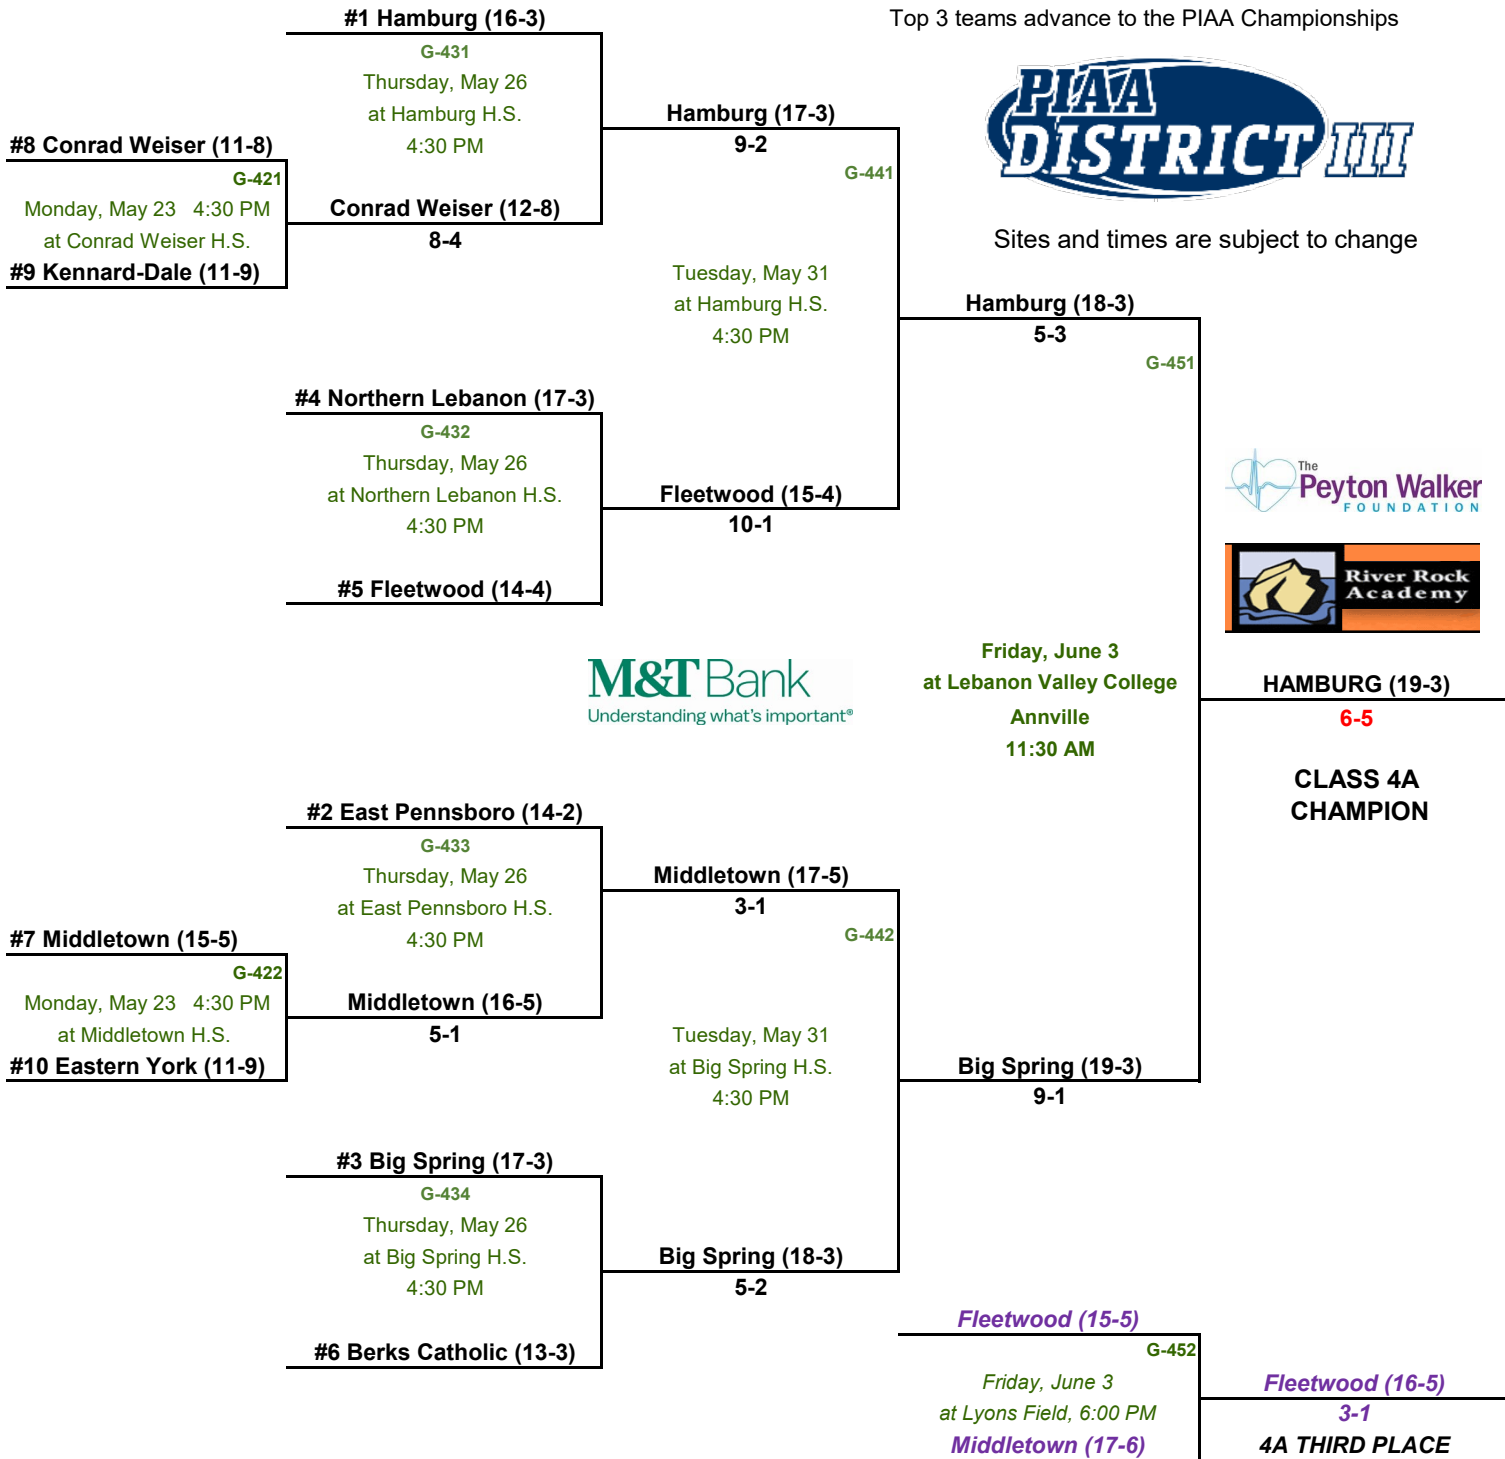 #1 Hamburg (16-3)
Top 3 teams advance to the PIAA Championships
G-431
Thursday, May 26
at Hamburg H.S.
4:30 PM
PIAA
DISTRICT III
Hamburg (17-3)
9-2
#8 Conrad Weiser (11-8)
G-421
Monday, May 23 4:30 PM
at Conrad Weiser H.S.
#9 Kennard-Dale (11-9)
Conrad Weiser (12-8)
8-4
G-441
Sites and times are subject to change
Tuesday, May 31
at Hamburg H.S.
4:30 PM
Hamburg (18-3)
5-3
G-451
#4 Northern Lebanon (17-3)
G-432
Thursday, May 26
at Northern Lebanon H.S.
4:30 PM
Fleetwood (15-4)
10-1
#5 Fleetwood (14-4)
The
Peyton Walker
FOUNDATION
River Rock
Academy
M&T Bank
Understanding what's important®
Friday, June 3
at Lebanon Valley College
Annville
11:30 AM
HAMBURG (19-3)
6-5
CLASS 4A
CHAMPION
#2 East Pennsboro (14-2)
G-433
Thursday, May 26
at East Pennsboro H.S.
4:30 PM
Middletown (17-5)
3-1
G-442
#7 Middletown (15-5)
G-422
Monday, May 23 4:30 PM
at Middletown H.S.
#10 Eastern York (11-9)
Middletown (16-5)
5-1
Tuesday, May 31
at Big Spring H.S.
4:30 PM
Big Spring (19-3)
9-1
#3 Big Spring (17-3)
G-434
Thursday, May 26
at Big Spring H.S.
4:30 PM
Big Spring (18-3)
5-2
#6 Berks Catholic (13-3)
Fleetwood (15-5)
G-452
Friday, June 3
at Lyons Field, 6:00 PM
Middletown (17-6)
Fleetwood (16-5)
3-1
4A THIRD PLACE